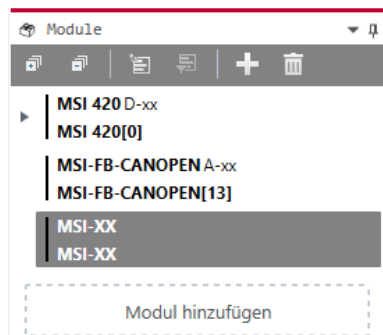 Module
MSI 420 D-xx
MSI 420[0]
MSI-FB-CANOPEN A-xx
MSI-FB-CANOPEN[13]
MSI-XX
MSI-XX
Modul hinzufügen